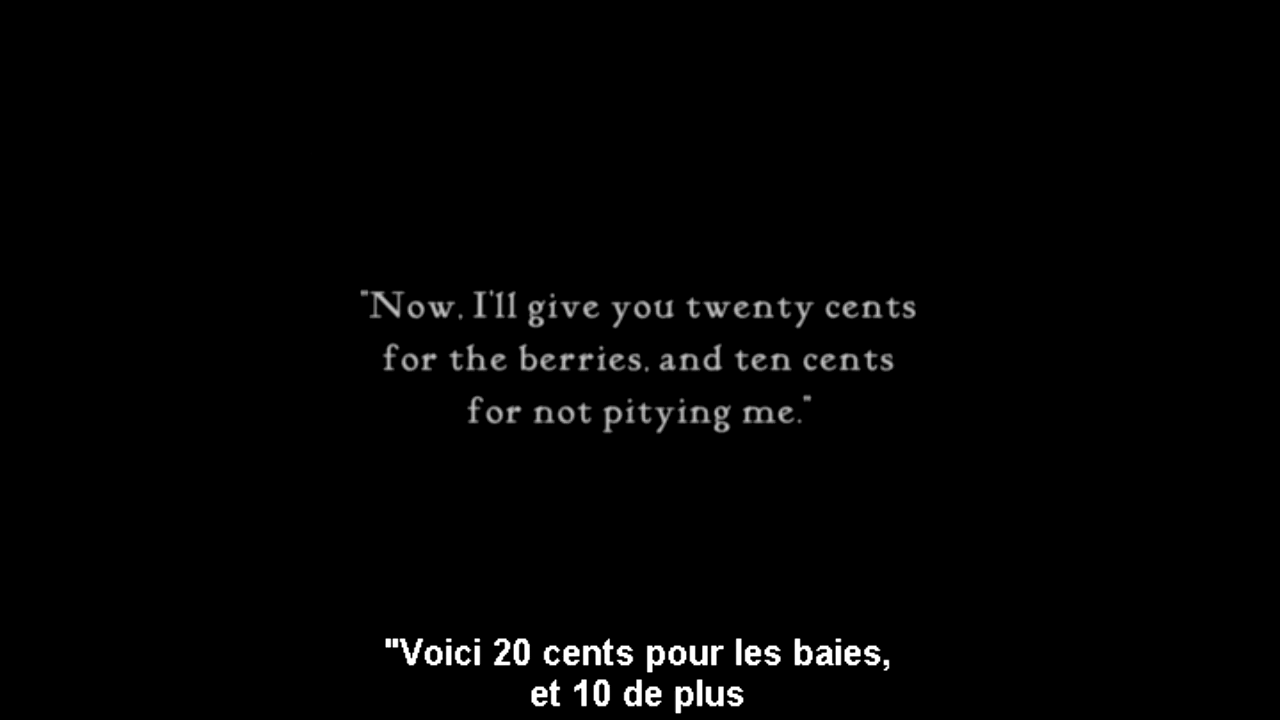 "Now, I'll give you twenty cents
for the berries, and ten cents
for not pitying me."
"Voici 20 cents pour les baies,
et 10 de plus